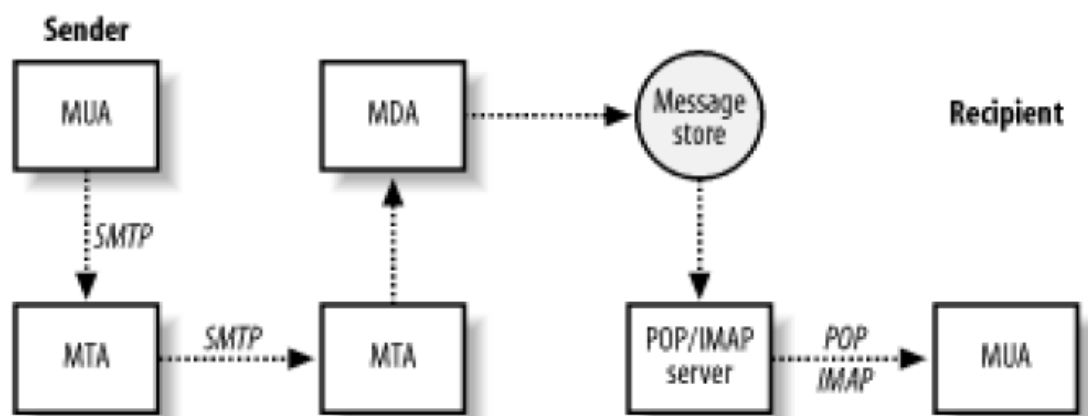 Sender
MUA
MDA
Message
store
Recipient
SMTP
MTA
SMTP
MTA
POP/IMAP
server
POP
IMAP
MUA